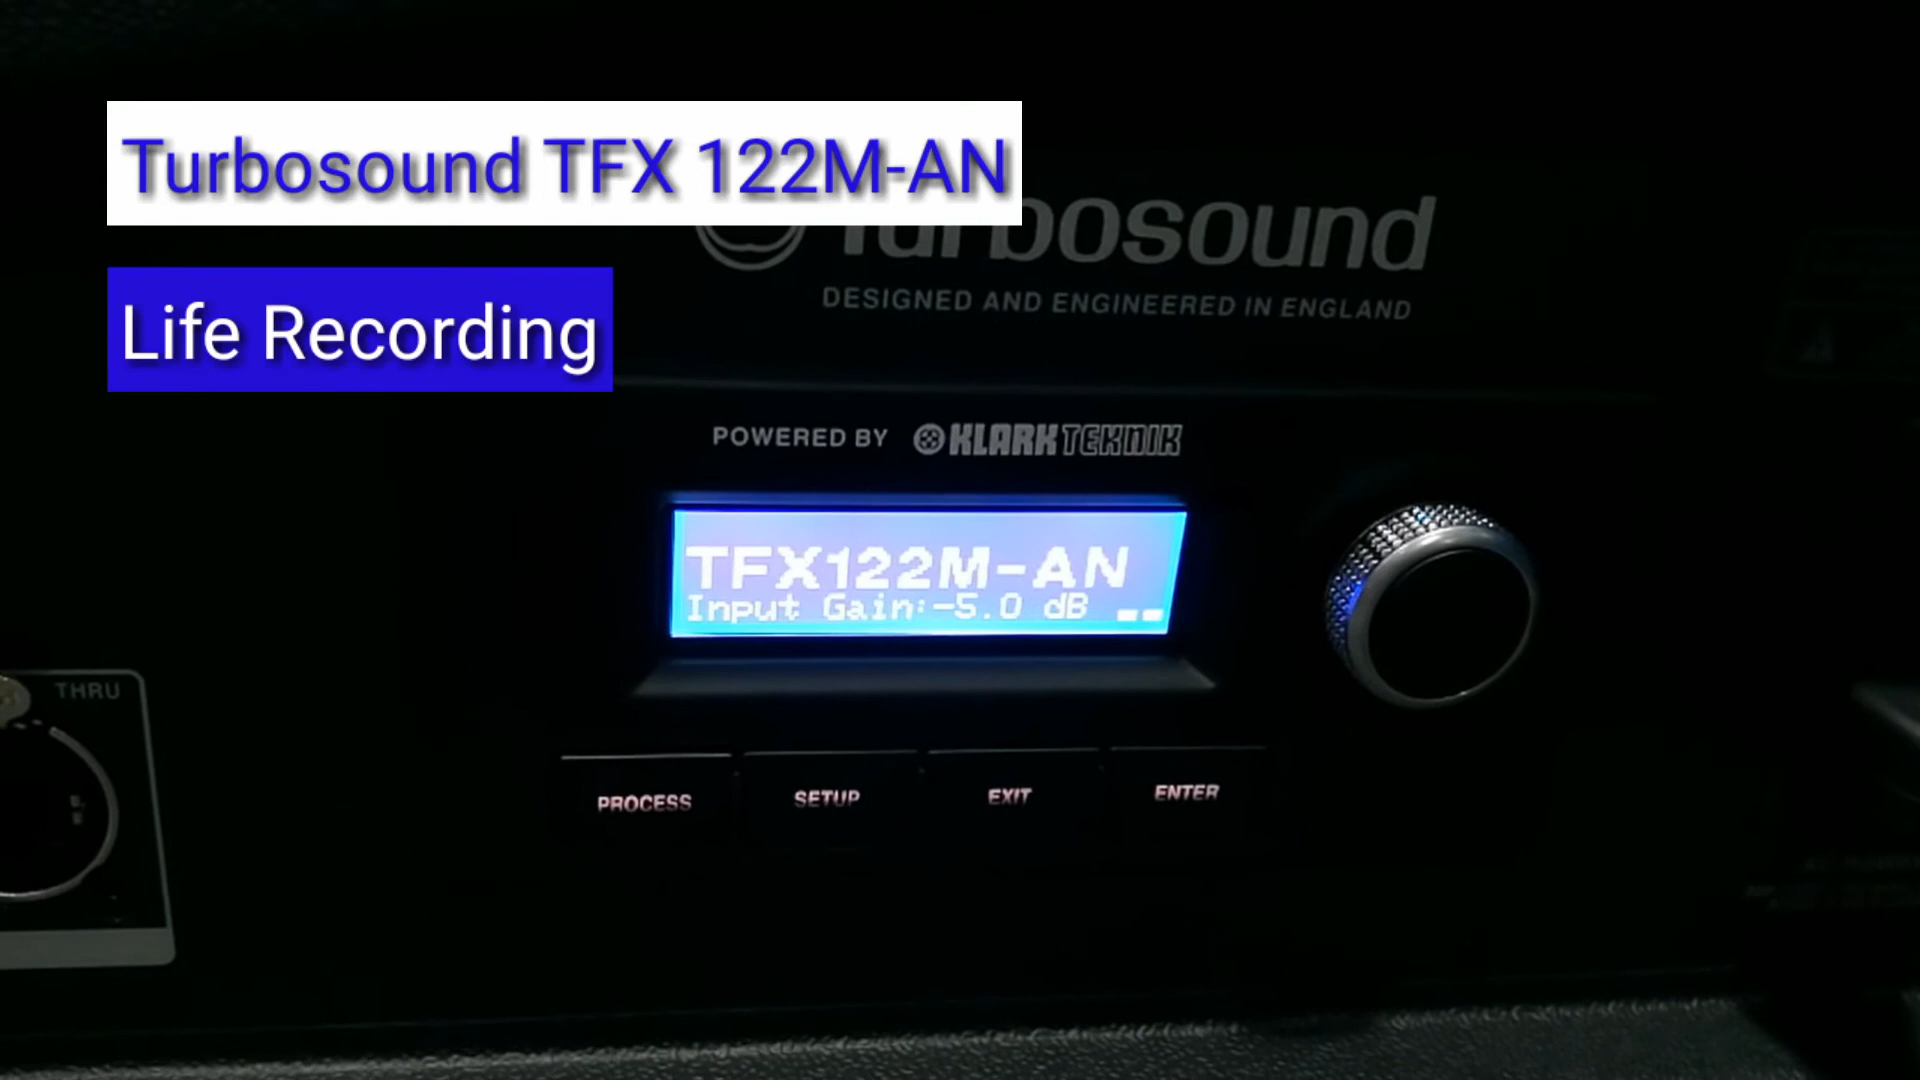 Turbosound TFX 122M-AN
Turbosound
DESIGNED AND ENGINEERED IN ENGLAND
Life Recording
POWERED BY KLARK TEKNIK
TFX122M-AN
Input Gain:-5.0 dB
THRU
PROCESS SETUP EXIT ENTER